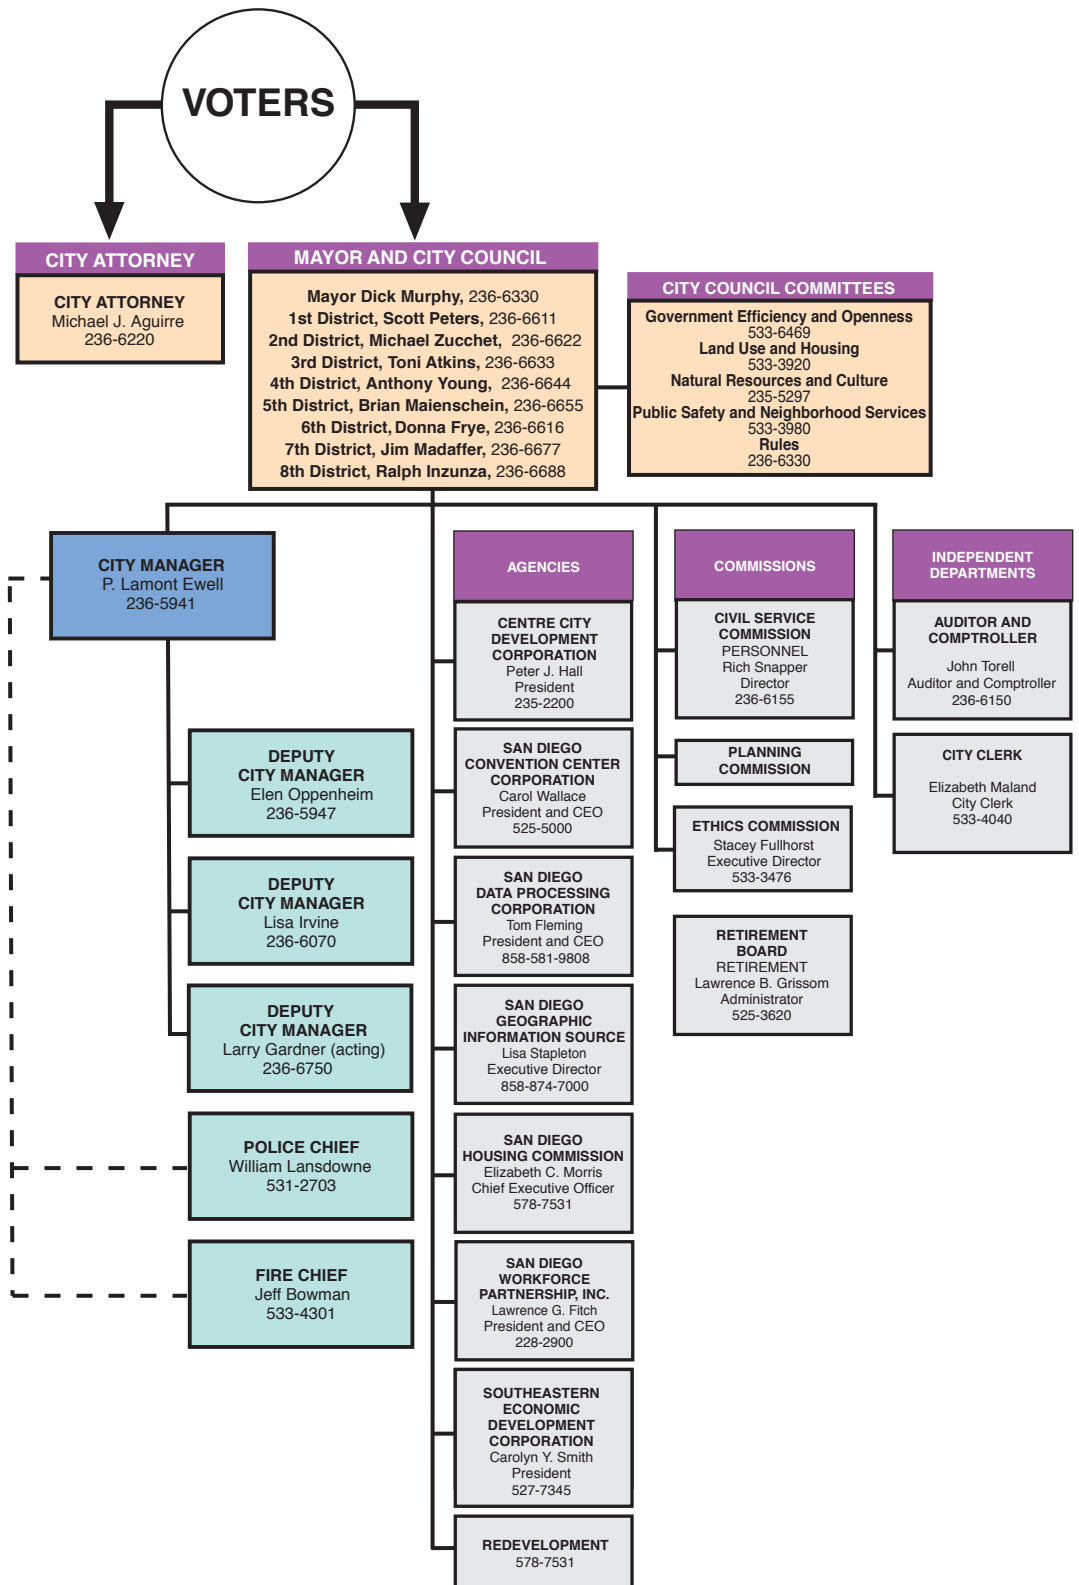 VOTERS
CITY ATTORNEY
CITY ATTORNEY
Michael J. Aguirre
236-6220
MAYOR AND CITY COUNCIL
Mayor Dick Murphy, 236-6330
1st District, Scott Peters, 236-6611
2nd District, Michael Zucchet, 236-6622
3rd District, Toni Atkins, 236-6633
4th District, Anthony Young, 236-6644
5th District, Brian Maienschein, 236-6655
6th District, Donna Frye, 236-6616
7th District, Jim Madaffer, 236-6677
8th District, Ralph Inzunza, 236-6688
CITY COUNCIL COMMITTEES
Government Efficiency and Openness
533-6469
Land Use and Housing
533-3920
Natural Resources and Culture
235-5297
Public Safety and Neighborhood Services
533-3980
Rules
236-6330
CITY MANAGER
P. Lamont Ewell
236-5941
DEPUTY
CITY MANAGER
Elen Oppenheim
236-5947
DEPUTY
CITY MANAGER
Lisa Irvine
236-6070
DEPUTY
CITY MANAGER
Larry Gardner (acting)
236-6750
POLICE CHIEF
William Lansdowne
531-2703
FIRE CHIEF
Jeff Bowman
533-4301
AGENCIES
CENTRE CITY
DEVELOPMENT
CORPORATION
Peter J. Hall
President
235-2200
SAN DIEGO
CONVENTION CENTER
CORPORATION
Carol Wallace
President and CEO
525-5000
SAN DIEGO
DATA PROCESSING
CORPORATION
Tom Fleming
President and CEO
858-581-9808
SAN DIEGO
GEOGRAPHIC
INFORMATION SOURCE
Lisa Stapleton
Executive Director
858-874-7000
SAN DIEGO
HOUSING COMMISSION
Elizabeth C. Morris
Chief Executive Officer
578-7531
SAN DIEGO
WORKFORCE
PARTNERSHIP, INC.
Lawrence G. Fitch
President and CEO
228-2900
SOUTHEASTERN
ECONOMIC
DEVELOPMENT
CORPORATION
Carolyn Y. Smith
President
527-7345
REDEVELOPMENT
578-7531
COMMISSIONS
CIVIL SERVICE
COMMISSION
PERSONNEL
Rich Snapper
Director
236-6155
PLANNING
COMMISSION
ETHICS COMMISSION
Stacey Fullhorst
Executive Director
533-3476
RETIREMENT
BOARD
RETIREMENT
Lawrence B. Grissom
Administrator
525-3620
INDEPENDENT
DEPARTMENTS
AUDITOR AND
COMPTROLLER
John Torell
Auditor and Comptroller
236-6150
CITY CLERK
Elizabeth Maland
City Clerk
533-4040